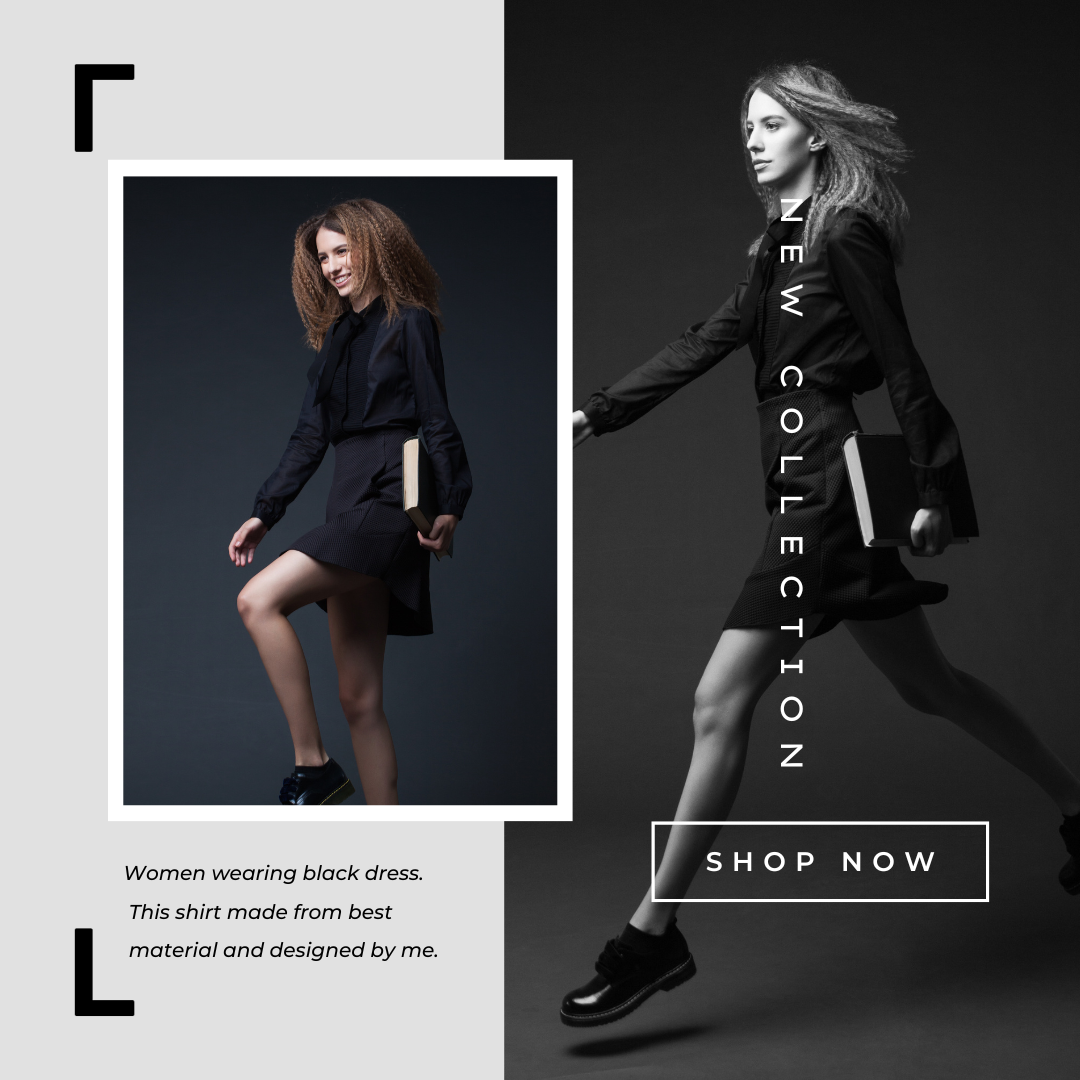 NEW COLLECTION
Women wearing black dress.
This shirt made from best
material and designed by me.
SHOP NOW